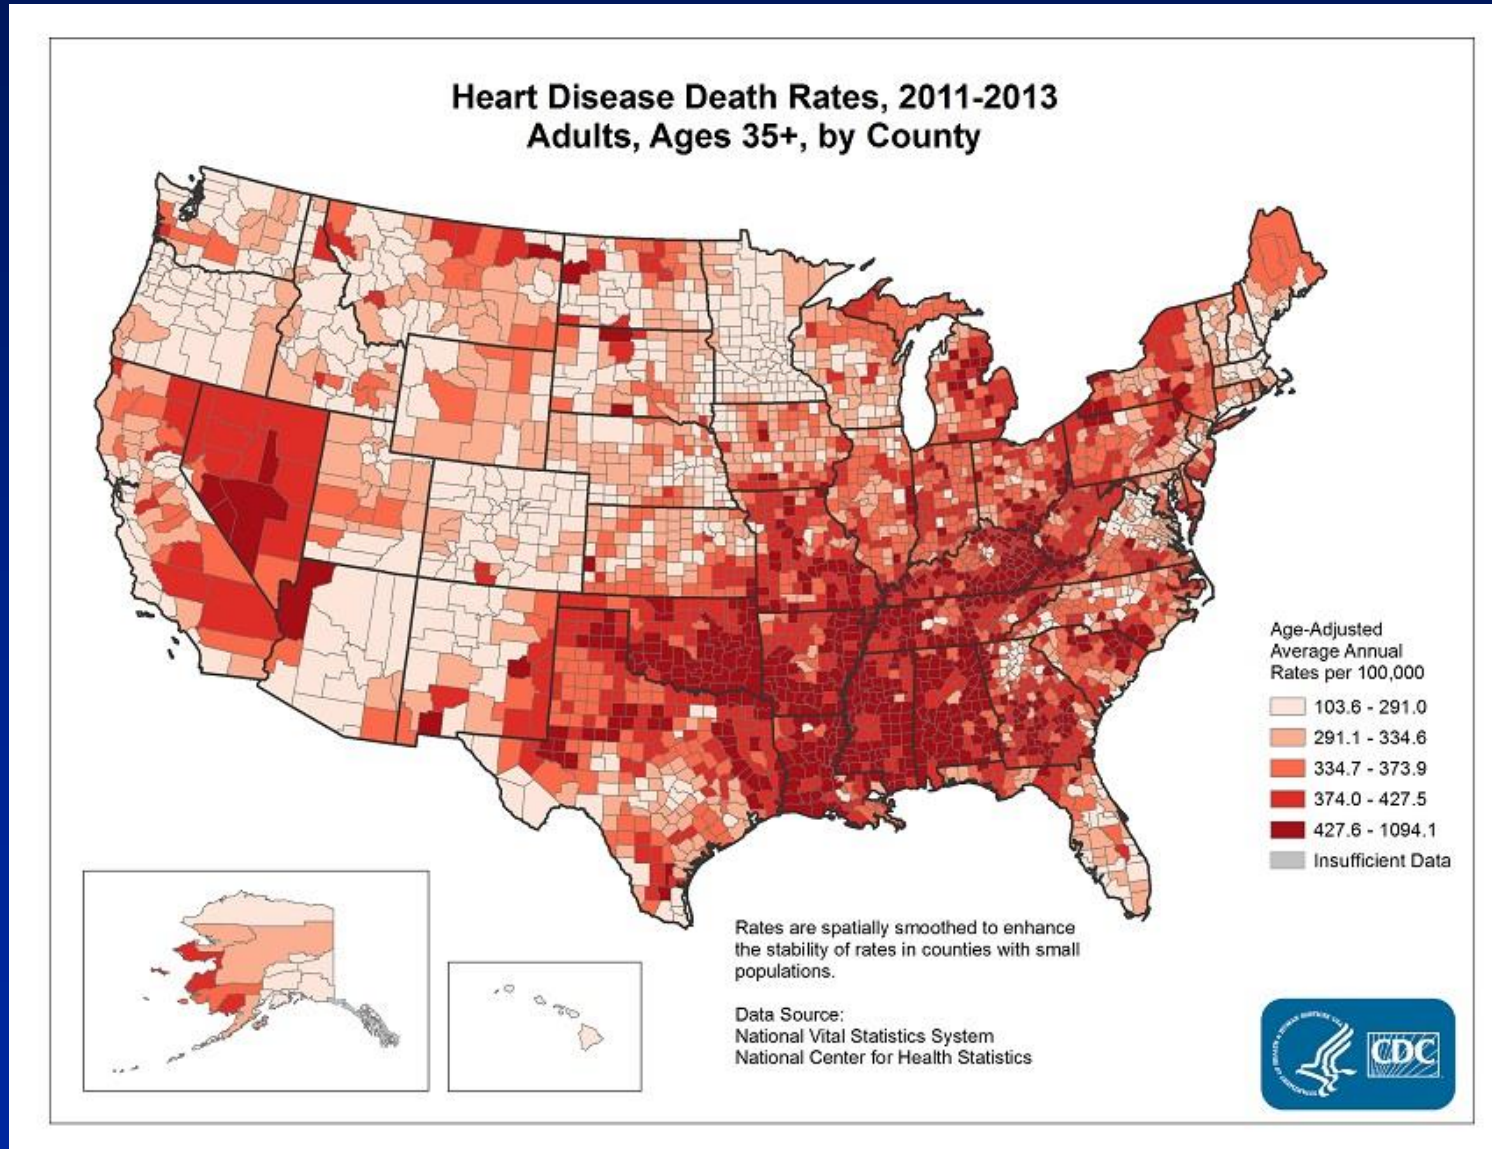 Heart Disease Death Rates, 2011-2013
Adults, Ages 35+, by County
Age-Adjusted
Average Annual
Rates per 100,000
103.6 - 291.0
291.1 - 334.6
334.7 - 373.9
374.0 - 427.5
427.6 - 1094.1
Insufficient Data
Rates are spatially smoothed to enhance
the stability of rates in counties with small
populations.
Data Source:
National Vital Statistics System
National Center for Health Statistics
CDC